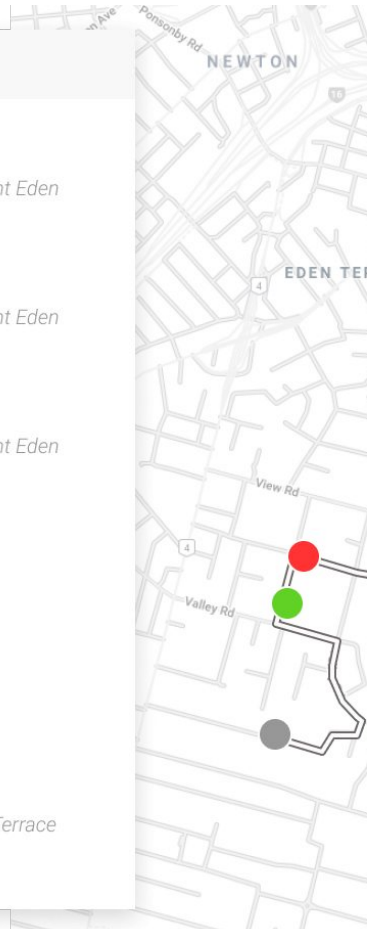 n Ave
Ponsonby Rd
NEWTON
16
nt Eden
4
EDEN TER
nt Eden
nt Eden
View Rd
4
Valley Rd
Terrace